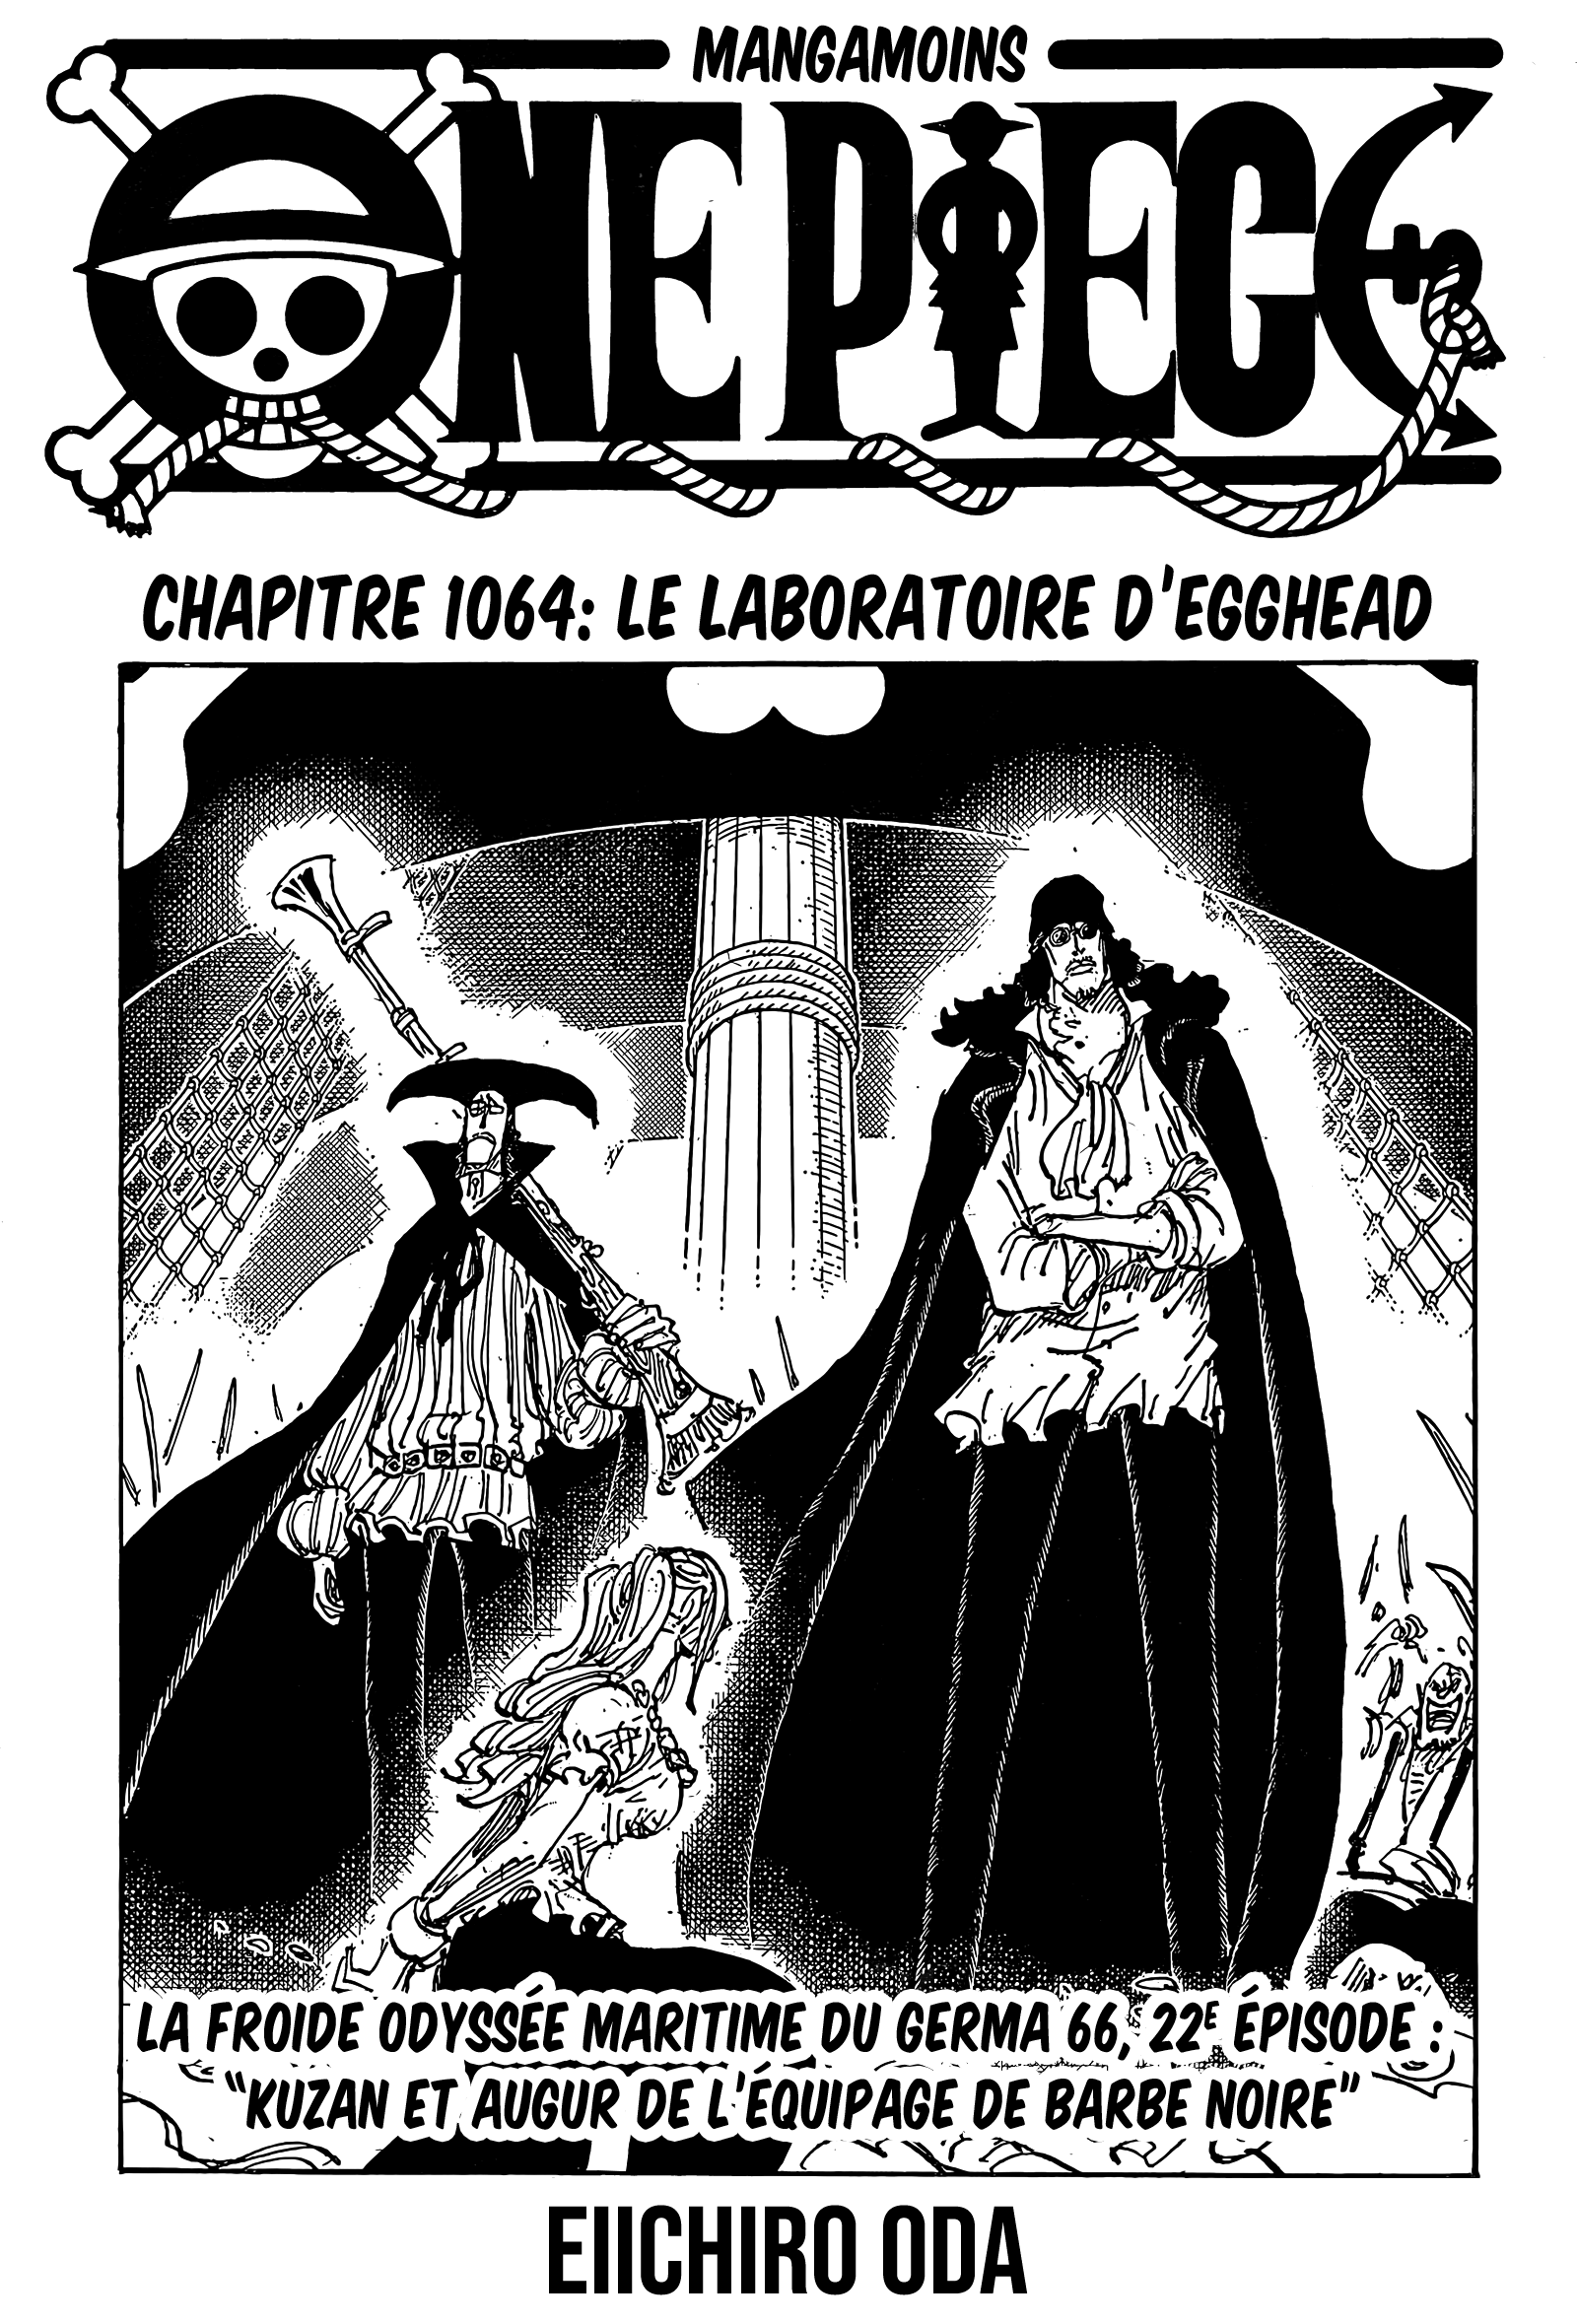 MANGAMOINS
ONE PIECE
CHAPITRE 1064: LE LABORATOIRE D'EGGHEAD
LA FROIDE ODYSSÉE MARITIME DU GERMA 66, 22E ÉPISODE :
"KUZAN ET AUGUR DE L'ÉQUIPAGE DE BARBE NOIRE"
EIICHIRO ODA